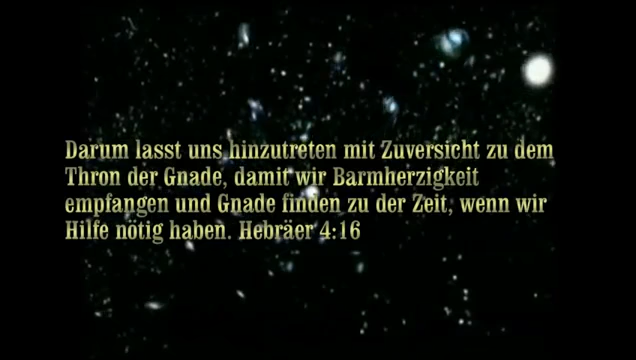 Darum lasst uns hinzutreten mit Zuversicht zu dem
Thron der Gnade, damit wir Barmherzigkeit
empfangen und Gnade finden zu der Zeit, wenn wir
Hilfe nötig haben. Hebräer 4:16